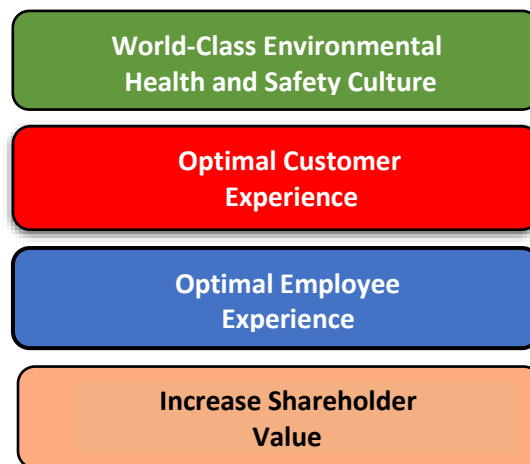 World-Class Environmental
Health and Safety Culture
Optimal Customer
Experience
Optimal Employee
Experience
Increase Shareholder
Value